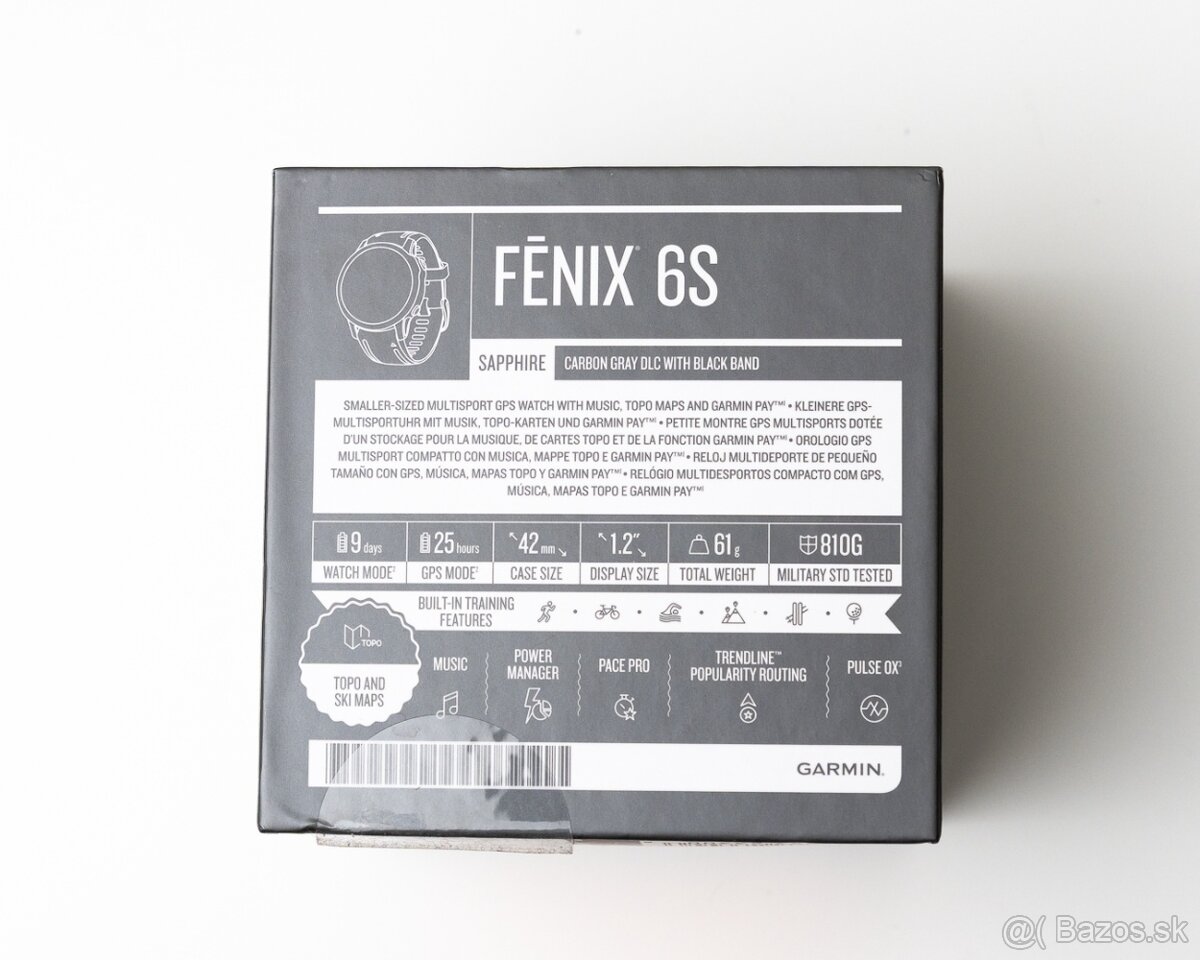 FĒNIX® 6S
SAPPHIRE
CARBON GRAY DLC WITH BLACK BAND
SMALLER-SIZED MULTISPORT GPS WATCH WITH MUSIC, TOPO MAPS AND GARMIN PAY™¹ • KLEINERE GPS-
MULTISPORTUHR MIT MUSIK, TOPO-KARTEN UND GARMIN PAY™¹ • PETITE MONTRE GPS MULTISPORTS DOTÉE
D'UN STOCKAGE POUR LA MUSIQUE, DE CARTES TOPO ET DE LA FONCTION GARMIN PAY™¹ • OROLOGIO GPS
MULTISPORT COMPATTO CON MUSICA, MAPPE TOPO E GARMIN PAY™¹ • RELOJ MULTIDEPORTE DE PEQUEÑO
TAMAÑO CON GPS, MÚSICA, MAPAS TOPO Y GARMIN PAY™¹ • RELÓGIO MULTIDESPORTOS COMPACTO COM GPS,
MÚSICA, MAPAS TOPO E GARMIN PAY™¹
9 days
WATCH MODE²
25 hours
GPS MODE²
42 mm
CASE SIZE
1.2″
DISPLAY SIZE
61 g
TOTAL WEIGHT
810G
MILITARY STD TESTED
BUILT-IN TRAINING
FEATURES
TOPO
TOPO AND
SKI MAPS
MUSIC
POWER
MANAGER
PACE PRO
TRENDLINE™
POPULARITY ROUTING
PULSE OX³
GARMIN®
@( Bazos.sk